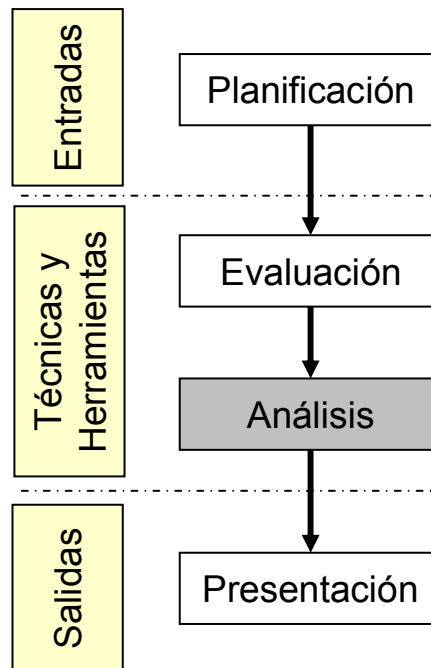 Entradas
Planificación
Técnicas y
Herramientas
Evaluación
Análisis
Salidas
Presentación